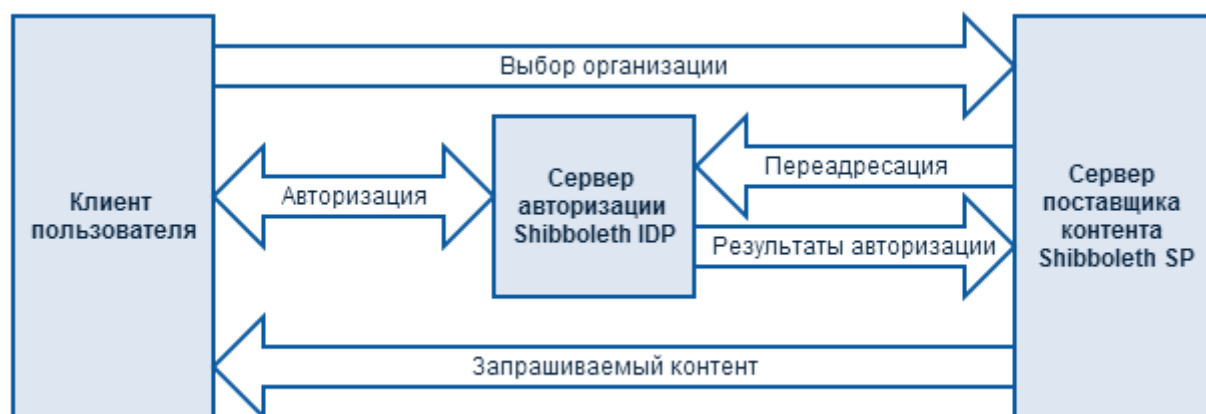 Выбор организации
Клиент
пользователя
Авторизация
Сервер
авторизации
Shibboleth IDP
Переадресация
Результаты авторизации
Сервер
поставщика
контента
Shibboleth SP
Запрашиваемый контент